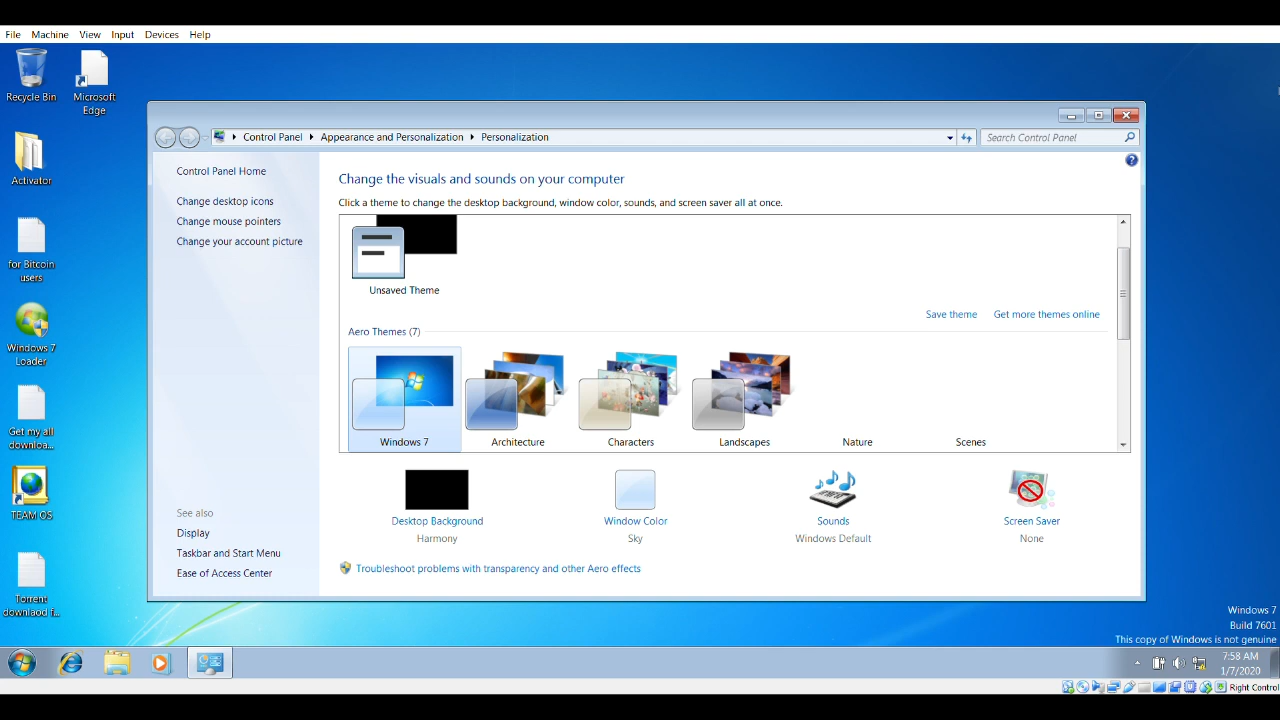 File Machine View Input Devices Help
Recycle Bin
Microsoft
Edge
Activator
for Bitcoin
users
Windows 7
Loader
Get my all
downloa...
TEAM OS
Torrent
downlaod f...
Control Panel Appearance and Personalization Personalization
Search Control Panel
Control Panel Home
Change desktop icons
Change mouse pointers
Change your account picture
See also
Display
Taskbar and Start Menu
Ease of Access Center
Change the visuals and sounds on your computer
Click a theme to change the desktop background, window color, sounds, and screen saver all at once.
Unsaved Theme
Save theme Get more themes online
Aero Themes (7)
Windows 7 Architecture Characters Landscapes Nature Scenes
Desktop Background Window Color Sounds Screen Saver
Harmony Sky Windows Default None
Troubleshoot problems with transparency and other Aero effects
Windows 7
Build 7601
This copy of Windows is not genuine
7:58 AM
1/7/2020
Right Control